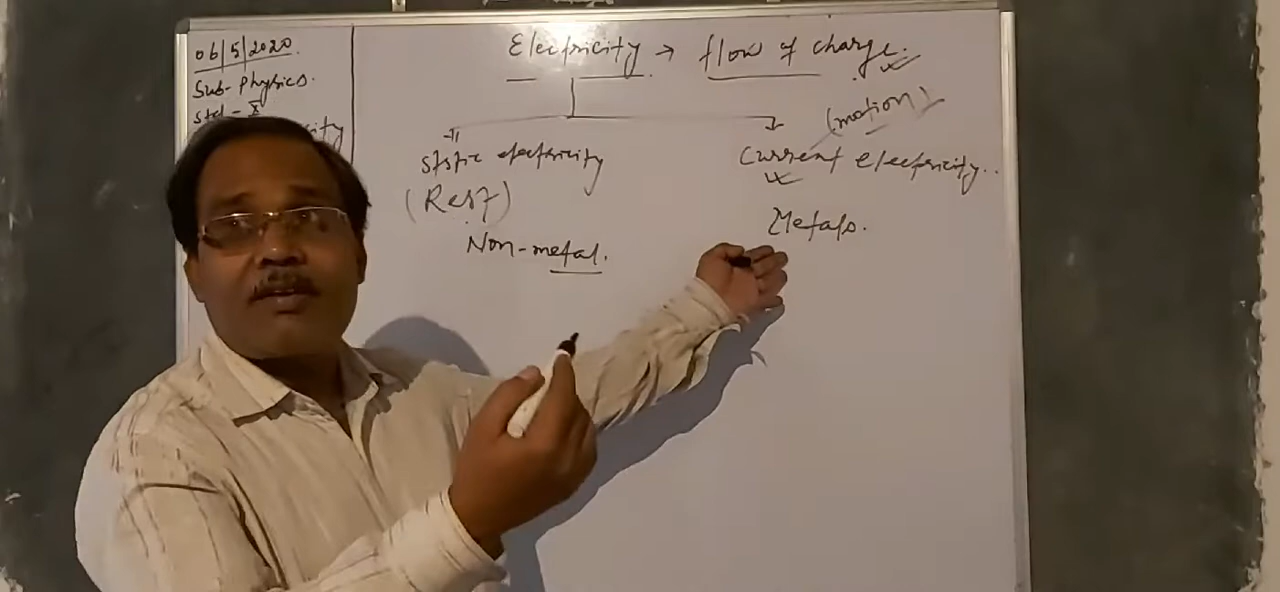 06/5/2020.
Sub- Physics.
Std - X
city
Electricity → flow of charge.
(motion)
Static electricity
Current electricity..
(Rest)
Metals.
Non-metal.